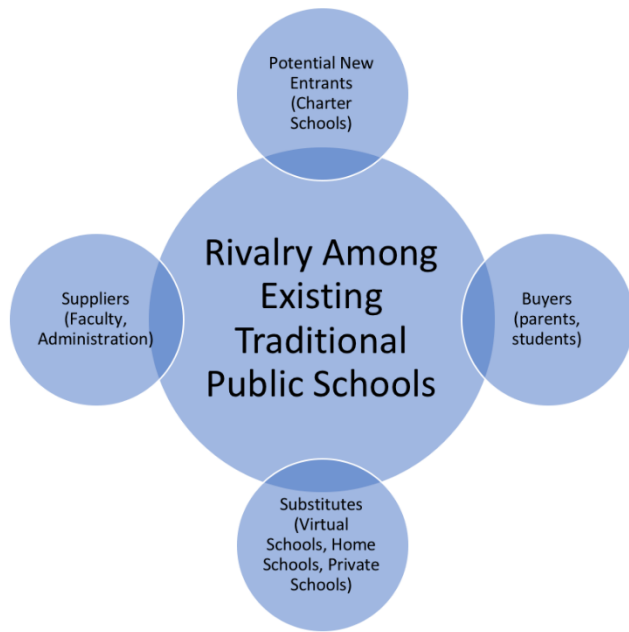 Potential New
Entrants
(Charter
Schools)
Rivalry Among
Existing
Traditional
Public Schools
Suppliers
(Faculty,
Administration)
Buyers
(parents,
students)
Substitutes
(Virtual
Schools, Home
Schools, Private
Schools)